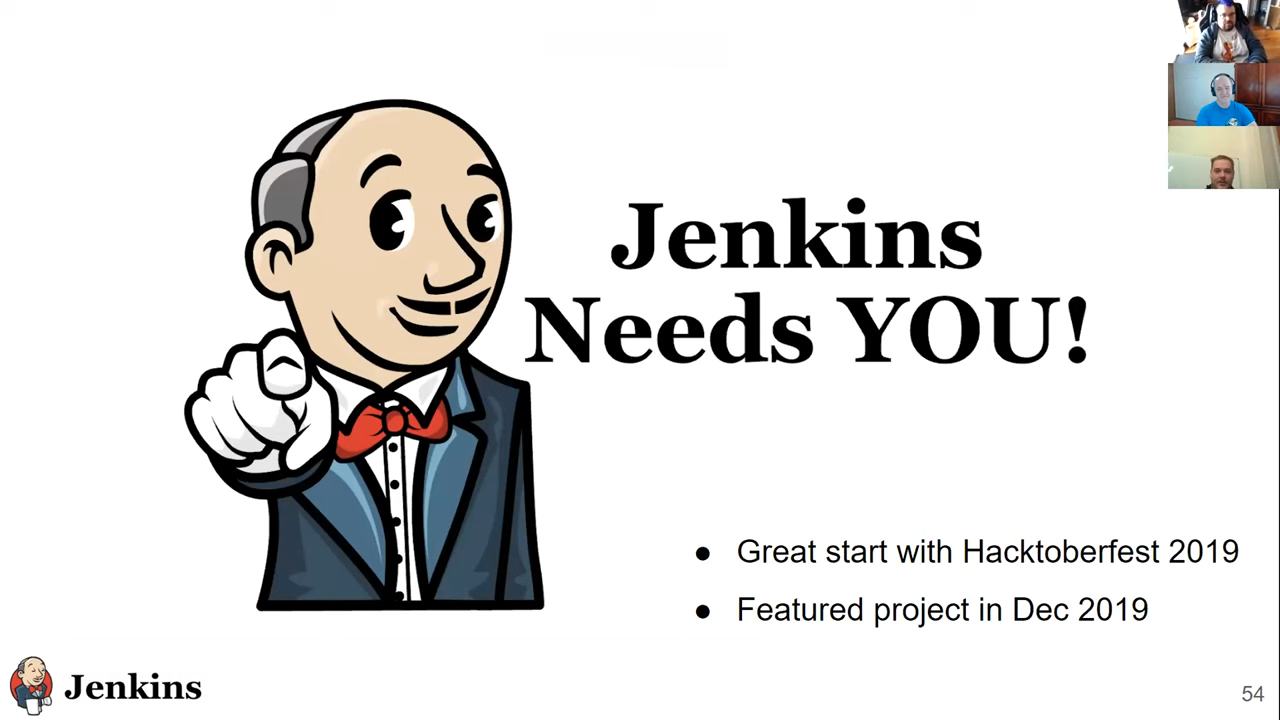 Jenkins
Needs YOU!
● Great start with Hacktoberfest 2019
● Featured project in Dec 2019
Jenkins
54